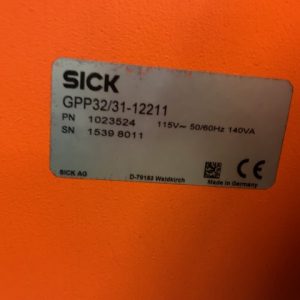 SICK
GPP32/31-12211
PN 1023524 115V~ 50/60Hz 140VA
SN 1539 8011
SICK AG D-79183 Waldkirch Made in Germany CE